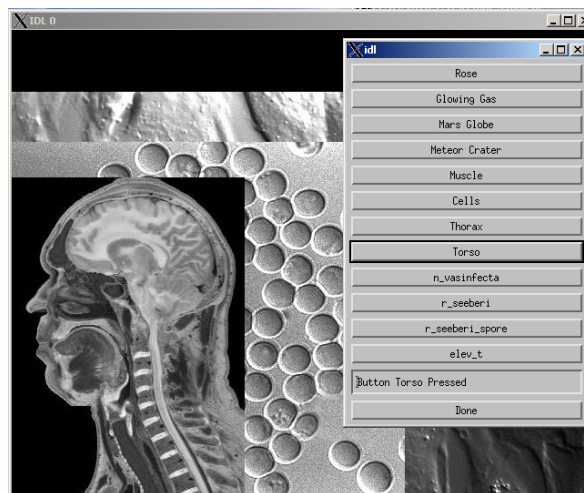 IDL 0
idl
Rose
Glowing Gas
Mars Globe
Meteor Crater
Muscle
Cells
Thorax
Torso
n_vasinfecta
r_seeberi
r_seeberi_spore
elev_t
Button Torso Pressed
Done